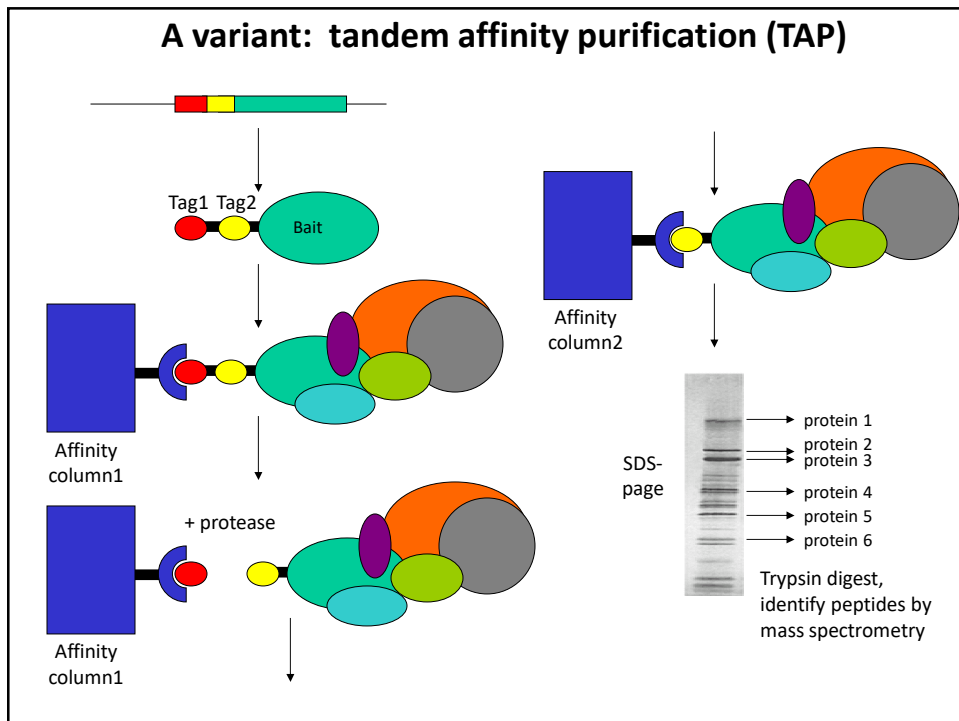 A variant:  tandem affinity purification (TAP)
Tag1 Tag2
Bait
Affinity
column1
+ protease
Affinity
column1
Affinity
column2
SDS-
page
protein 1
protein 2
protein 3
protein 4
protein 5
protein 6
Trypsin digest,
identify peptides by
mass spectrometry